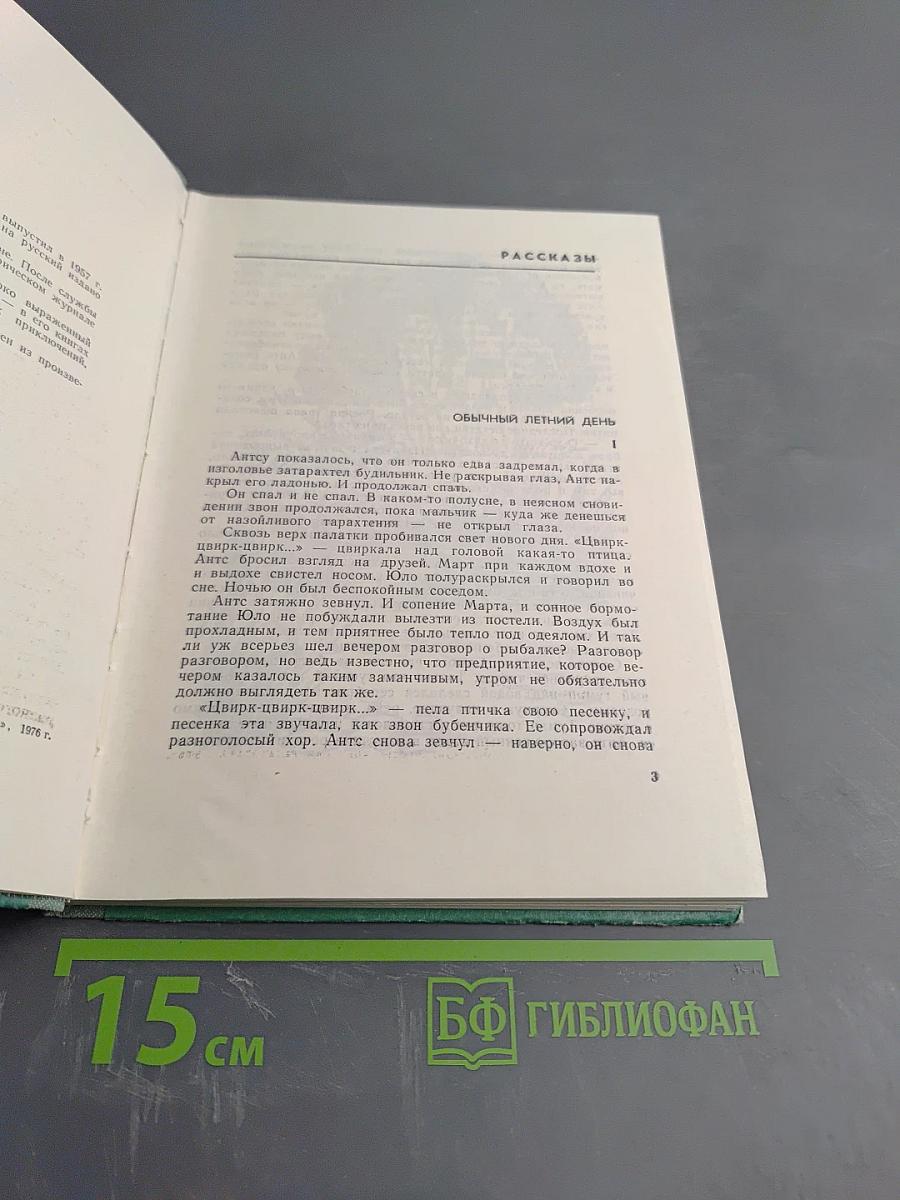 выпустил в 1957 г.
на русский издано
не. После службы
ническом журнале
рко выраженный
— в его книгах
к приключений.
ен из произве-
», 1976 г.
РАССКАЗЫ
ОБЫЧНЫЙ ЛЕТНИЙ ДЕНЬ
I
Антсу показалось, что он только едва задремал, когда в
изголовье затарахтел будильник. Не раскрывая глаз, Антс на-
крыл его ладонью. И продолжал спать.
Он спал и не спал. В каком-то полусне, в неясном снови-
дении звон продолжался, пока мальчик — куда же денешься
от назойливого тарахтения — не открыл глаза.
Сквозь верх палатки пробивался свет нового дня. «Цвирк-
цвирк-цвирк...» — цвиркала над головой какая-то птица.
Антс бросил взгляд на друзей. Март при каждом вдохе и
и выдохе свистел носом. Юло полураскрылся и говорил во
сне. Ночью он был беспокойным соседом.
Антс затяжно зевнул. И сопение Марта, и сонное бормо-
тание Юло не побуждали вылезти из постели. Воздух был
прохладным, и тем приятнее было тепло под одеялом. И так
ли уж всерьез шел вечером разговор о рыбалке? Разговор
разговором, но ведь известно, что предприятие, которое ве-
чером казалось таким заманчивым, утром не обязательно
должно выглядеть так же.
«Цвирк-цвирк-цвирк...» — пела птичка свою песенку, и
песенка эта звучала, как звон бубенчика. Ее сопровождал
разноголосый хор. Антс снова зевнул — наверно, он снова
3
15 см
БФ ГИБЛИОФАН